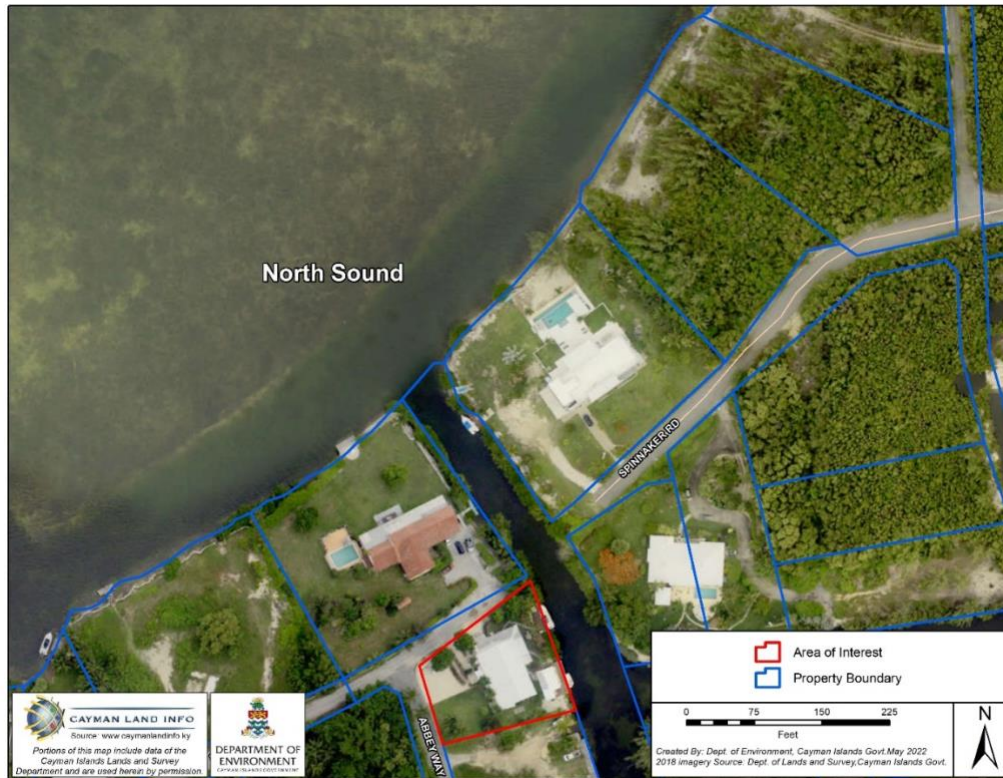 North Sound
SPINNAKER RD
ABBEY WAY
Area of Interest
Property Boundary
0 75 150 225
Feet
N
Created By: Dept. of Environment, Cayman Islands Govt.May 2022
2018 imagery Source: Dept. of Lands and Survey,Cayman Islands Govt.
CAYMAN LAND INFO
Source: www.caymanlandinfo.ky
Portions of this map include data of the
Cayman Islands Lands and Survey
Department and are used herein by permission.
DEPARTMENT OF
ENVIRONMENT
CAYMAN ISLANDS GOVERNMENT